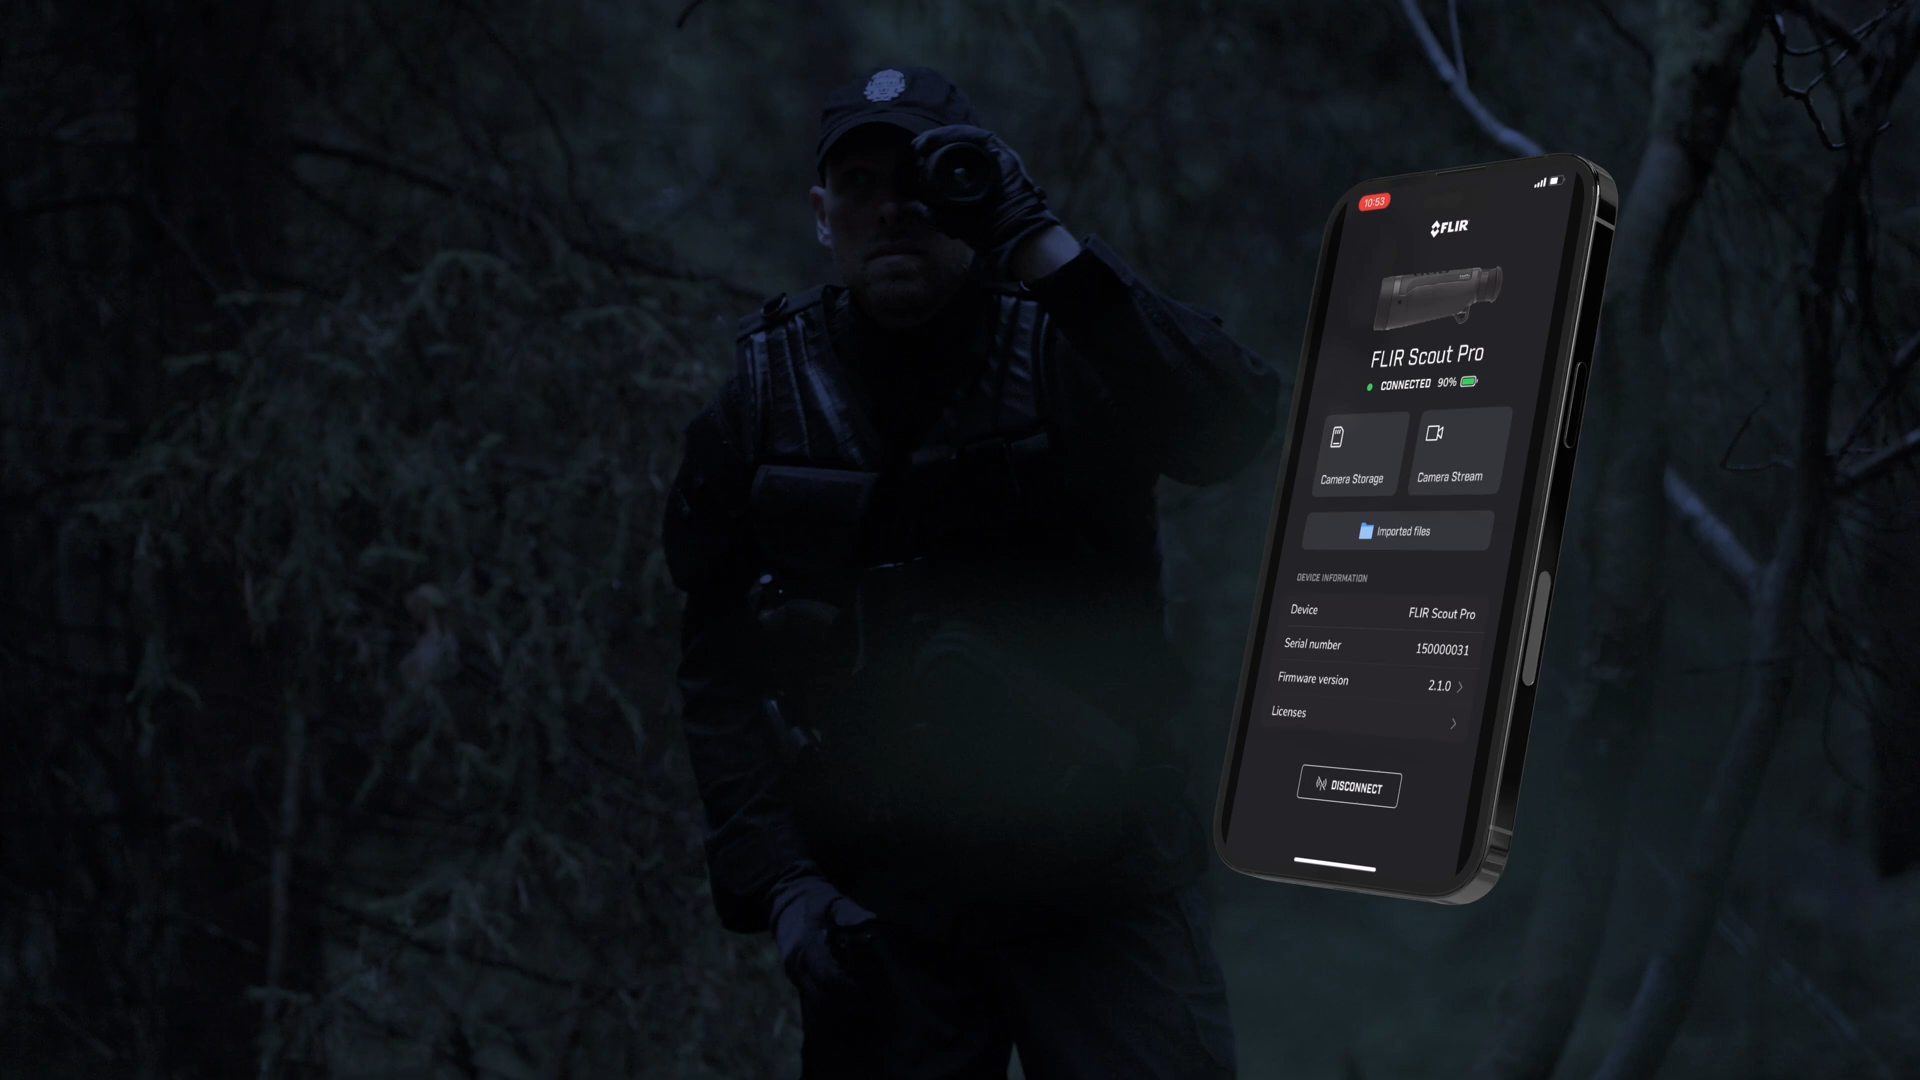 10:53
FLIR
FLIR Scout Pro
CONNECTED 90%
Camera Storage
Camera Stream
Imported files
DEVICE INFORMATION
Device FLIR Scout Pro
Serial number 150000031
Firmware version 2.1.0
Licenses
DISCONNECT